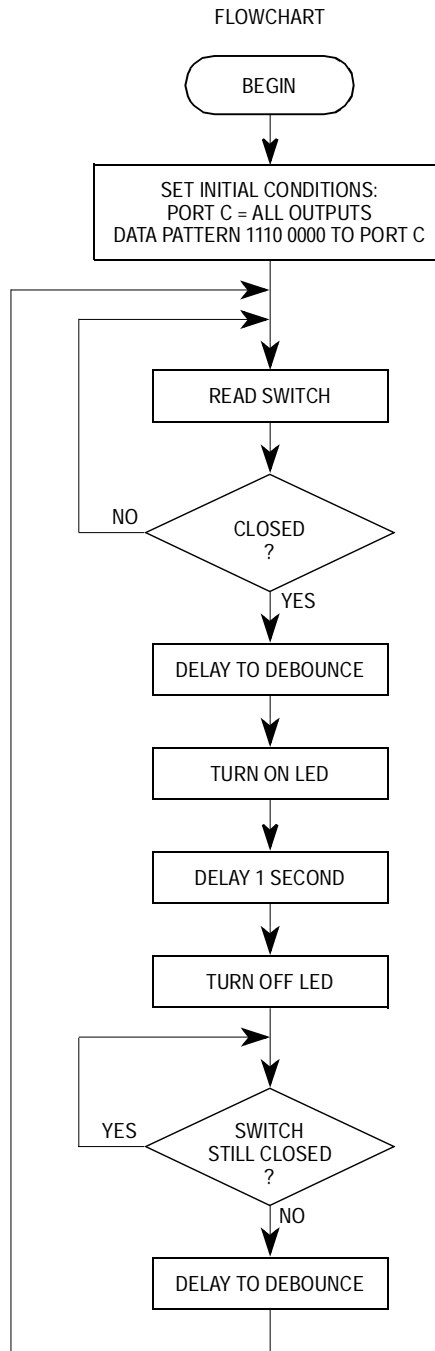 FLOWCHART
BEGIN
SET INITIAL CONDITIONS:
PORT C = ALL OUTPUTS
DATA PATTERN 1110 0000 TO PORT C
READ SWITCH
NO
CLOSED
?
YES
DELAY TO DEBOUNCE
TURN ON LED
DELAY 1 SECOND
TURN OFF LED
YES
SWITCH
STILL CLOSED
?
NO
DELAY TO DEBOUNCE